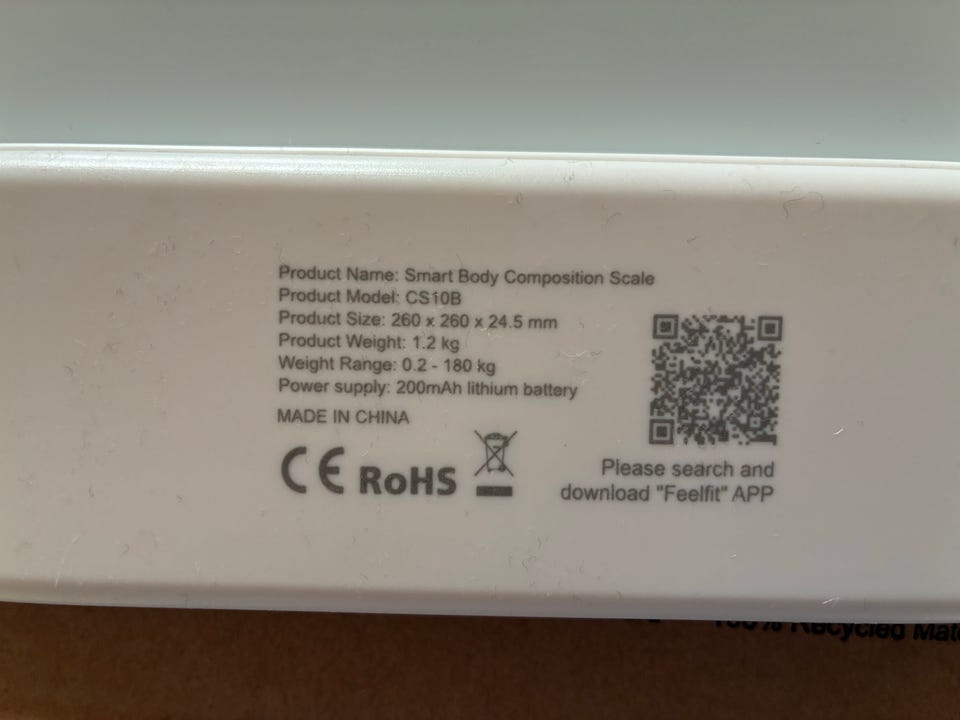 Product Name: Smart Body Composition Scale
Product Model: CS10B
Product Size: 260 x 260 x 24.5 mm
Product Weight: 1.2 kg
Weight Range: 0.2 - 180 kg
Power supply: 200mAh lithium battery
MADE IN CHINA
CE RoHS
Please search and
download "Feelfit" APP
Recycled